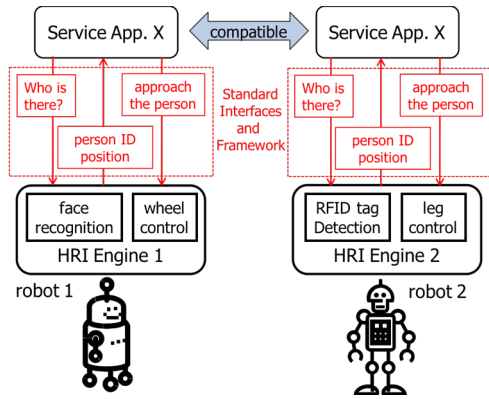 Service App. X
compatible
Service App. X
Who is
there?
approach
the person
person ID
position
Standard
Interfaces
and
Framework
Who is
there?
approach
the person
person ID
position
face
recognition
wheel
control
HRI Engine 1
RFID tag
Detection
leg
control
HRI Engine 2
robot 1
robot 2